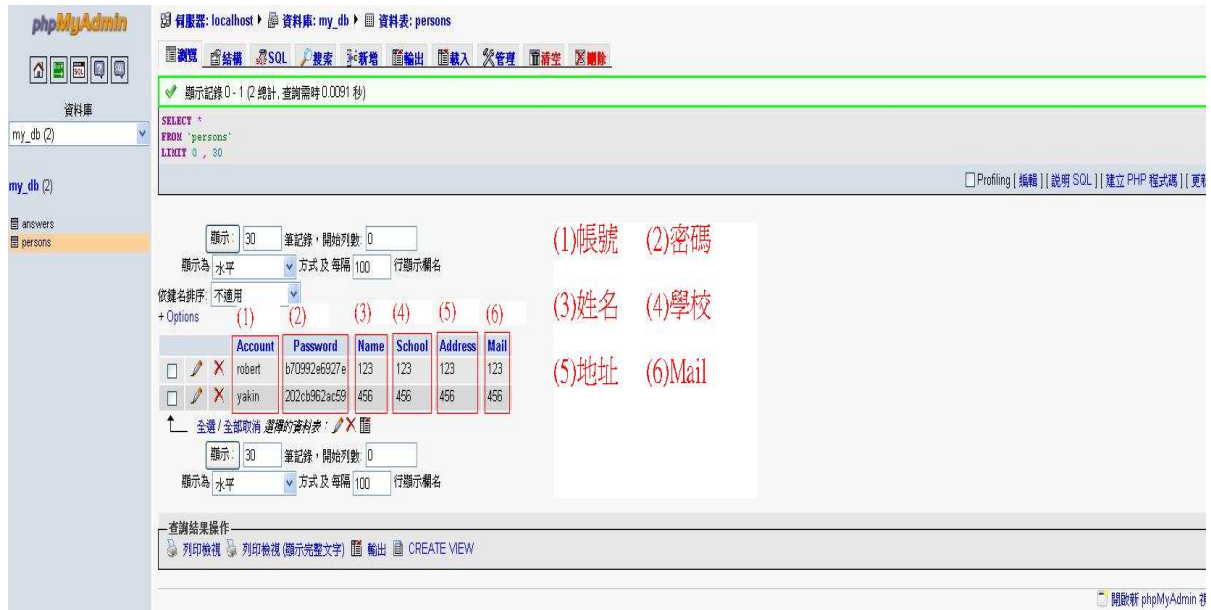 phpMyAdmin
伺服器: localhost ▸ 資料庫: my_db ▸ 資料表: persons
瀏覽 結構 SQL 搜索 新增 輸出 載入 管理 清空 刪除
資料庫
my_db (2)
my_db (2)
answers
persons
顯示記錄 0 - 1 (2 總計, 查詢需時 0.0091 秒)
SELECT *
FROM `persons`
LIMIT 0 , 30
Profiling [ 編輯 ] [ 說明 SQL ] [ 建立 PHP 程式碼 ] [ 更新
顯示: 30 筆記錄，開始列數: 0
顯示為 水平 方式 及 每隔 100 行顯示欄名
依鍵名排序: 不適用
+ Options
(1) (2) (3) (4) (5) (6)
Account Password Name School Address Mail
robert b70992e6927e 123 123 123 123
yakin 202cb962ac59 456 456 456 456
全選 / 全部取消 選擇的資料表:
顯示: 30 筆記錄，開始列數: 0
顯示為 水平 方式 及 每隔 100 行顯示欄名
(1)帳號 (2)密碼
(3)姓名 (4)學校
(5)地址 (6)Mail
查詢結果操作
列印檢視 列印檢視 (顯示完整文字) 輸出 CREATE VIEW
開啟新 phpMyAdmin 視